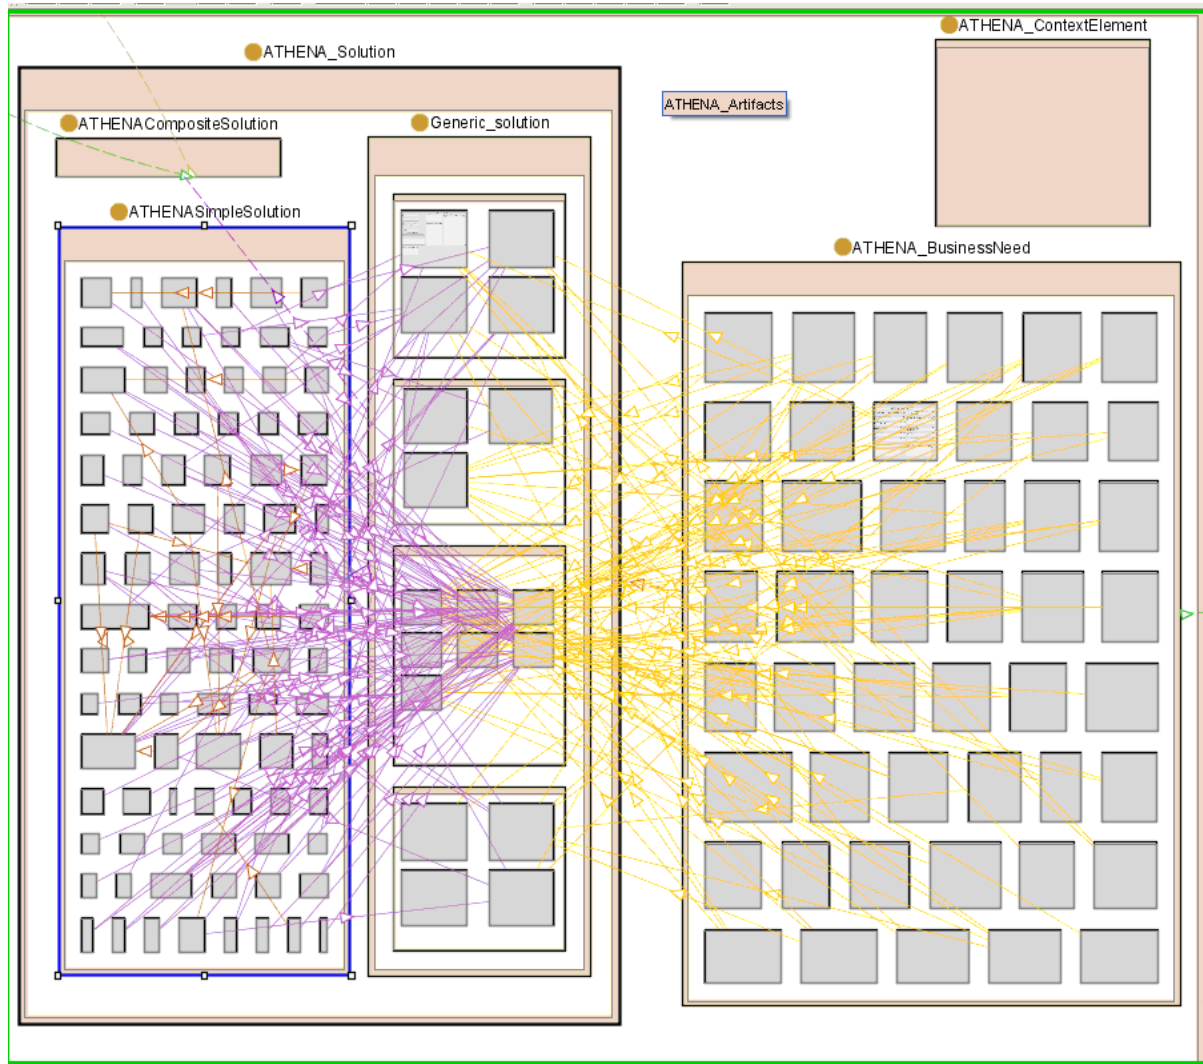 ATHENA_ContextElement
ATHENA_Solution
ATHENA_Artifacts
ATHENACompositeSolution
Generic_solution
ATHENASimpleSolution
ATHENA_BusinessNeed